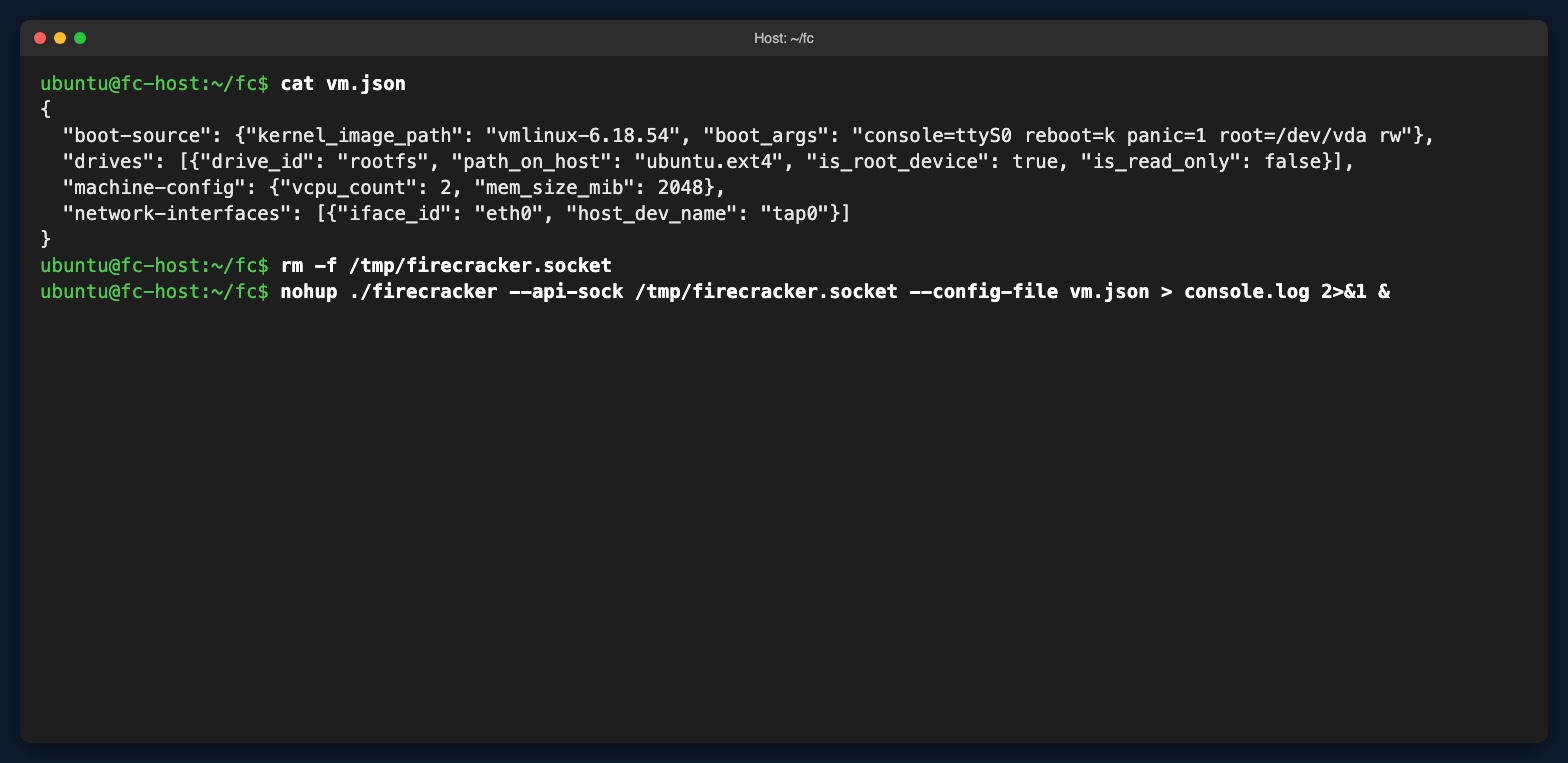 Host: ~/fc
ubuntu@fc-host:~/fc$ cat vm.json
{
  "boot-source": {"kernel_image_path": "vmlinux-6.18.54", "boot_args": "console=ttyS0 reboot=k panic=1 root=/dev/vda rw"},
  "drives": [{"drive_id": "rootfs", "path_on_host": "ubuntu.ext4", "is_root_device": true, "is_read_only": false}],
  "machine-config": {"vcpu_count": 2, "mem_size_mib": 2048},
  "network-interfaces": [{"iface_id": "eth0", "host_dev_name": "tap0"}]
}
ubuntu@fc-host:~/fc$ rm -f /tmp/firecracker.socket
ubuntu@fc-host:~/fc$ nohup ./firecracker --api-sock /tmp/firecracker.socket --config-file vm.json > console.log 2>&1 &